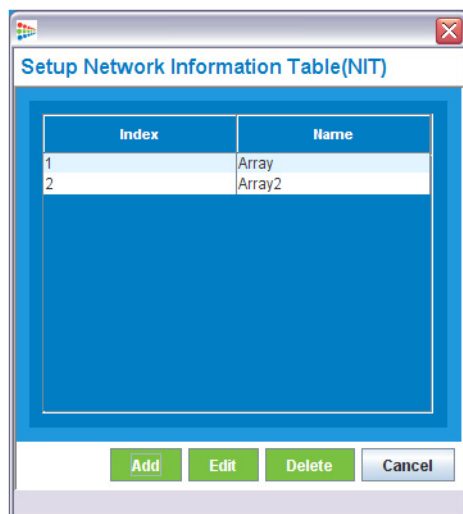 Setup Network Information Table(NIT)
Index Name
1 Array
2 Array2
Add Edit Delete Cancel